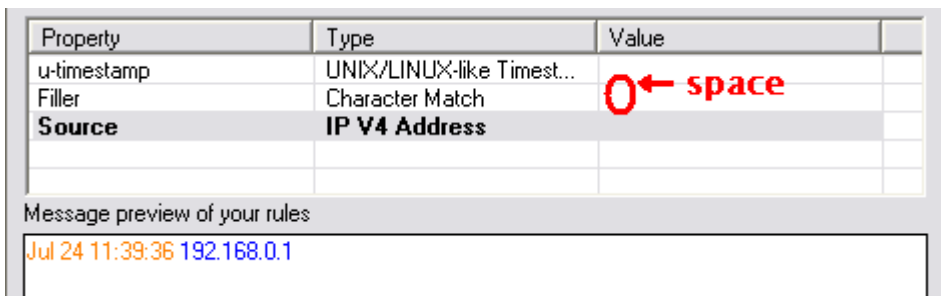 Property Type Value
u-timestamp UNIX/LINUX-like Timest...
Filler Character Match space
Source IP V4 Address
Message preview of your rules
Jul 24 11:39:36 192.168.0.1